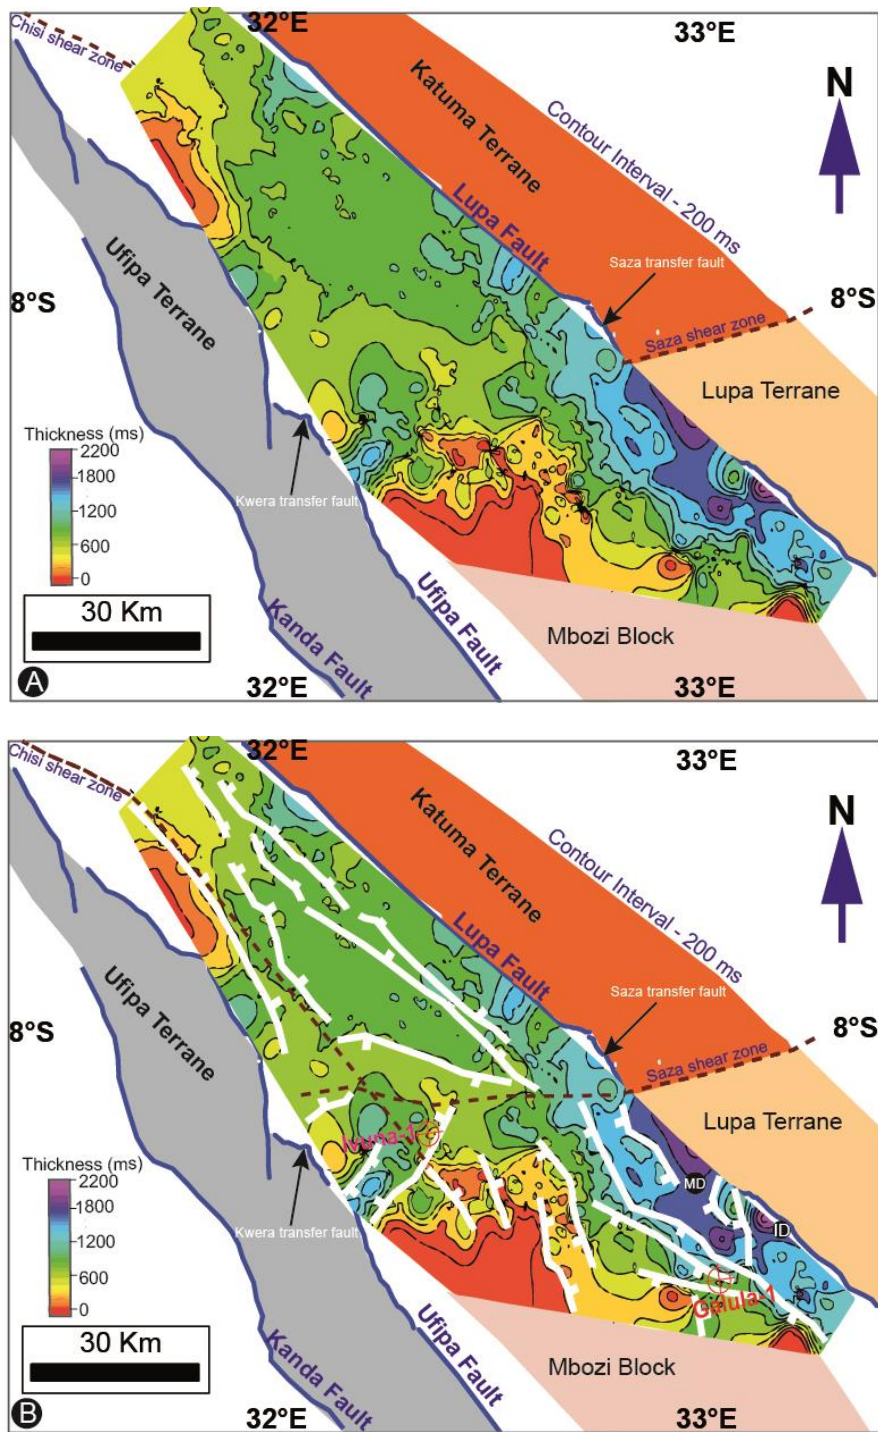 32°E
33°E
Chisi shear zone
Katuma Terrane
Contour Interval - 200 ms
N
Lupa Fault
Saza transfer fault
Ufipa Terrane
8°S
8°S
Saza shear zone
Lupa Terrane
Thickness (ms)
2200
1800
1200
600
0
Kwera transfer fault
30 Km
Kanda Fault
Ufipa Fault
Mbozi Block
A
32°E
33°E
32°E
33°E
Chisi shear zone
Katuma Terrane
Contour Interval - 200 ms
N
Lupa Fault
Saza transfer fault
Ufipa Terrane
8°S
8°S
Saza shear zone
Lupa Terrane
Ivuna-1
MD
Thickness (ms)
2200
1800
1200
600
0
Kwera transfer fault
ID
Galula-1
30 Km
Kanda Fault
Ufipa Fault
Mbozi Block
B
32°E
33°E